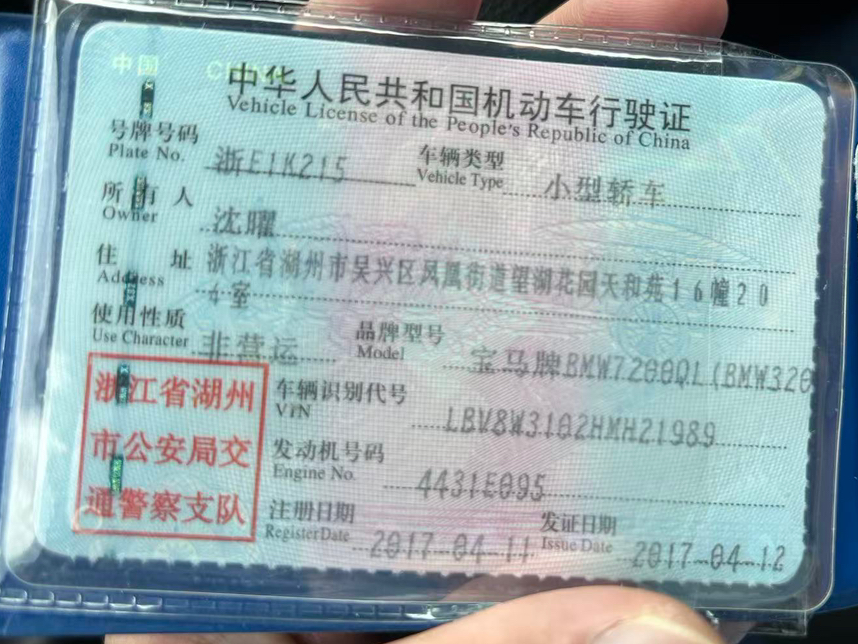 中国 CHINA
中华人民共和国机动车行驶证
Vehicle License of the People's Republic of China
号牌号码 浙E1K215 车辆类型 小型轿车
Plate No. Vehicle Type
所有人 沈曜
Owner
住址 浙江省湖州市吴兴区凤凰街道望湖花园天和苑16幢20
Address 室
使用性质 非营运 品牌型号 宝马牌BMW7200QL(BMW320
Use Character Model
浙江省湖州 车辆识别代号 LBV8W3102HMH21989
VIN
市公安局交 发动机号码 4431E095
Engine No.
通警察支队 注册日期 2017-04-11 发证日期 2017-04-12
Register Date Issue Date